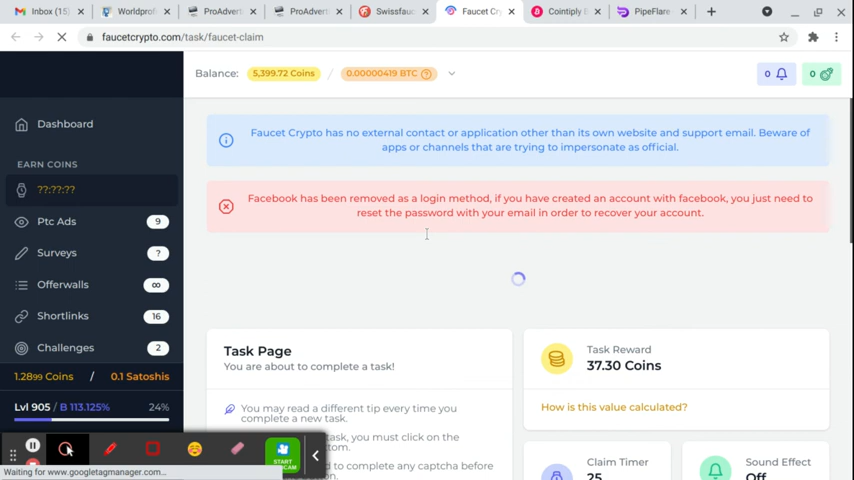 Inbox (15)
Worldprofi
ProAdvert
ProAdvert
Swissfauc
Faucet Cry
Cointiply B
PipeFlare.
faucetcrypto.com/task/faucet-claim
Balance: 5,399.72 Coins / 0.00000419 BTC
0
0
Dashboard
EARN COINS
??:??:??
Ptc Ads 9
Surveys ?
Offerwalls ∞
Shortlinks 16
Challenges 2
1.2899 Coins / 0.1 Satoshis
Lvl 905 / B 113.125% 24%
Faucet Crypto has no external contact or application other than its own website and support email. Beware of
apps or channels that are trying to impersonate as official.
Facebook has been removed as a login method, if you have created an account with facebook, you just need to
reset the password with your email in order to recover your account.
Task Page
You are about to complete a task!
You may read a different tip every time you
complete a new task.
task, you must click on the
to complete any captcha before
Task Reward
37.30 Coins
How is this value calculated?
Claim Timer
25
Sound Effect
Off
START
Waiting for www.googletagmanager.com...